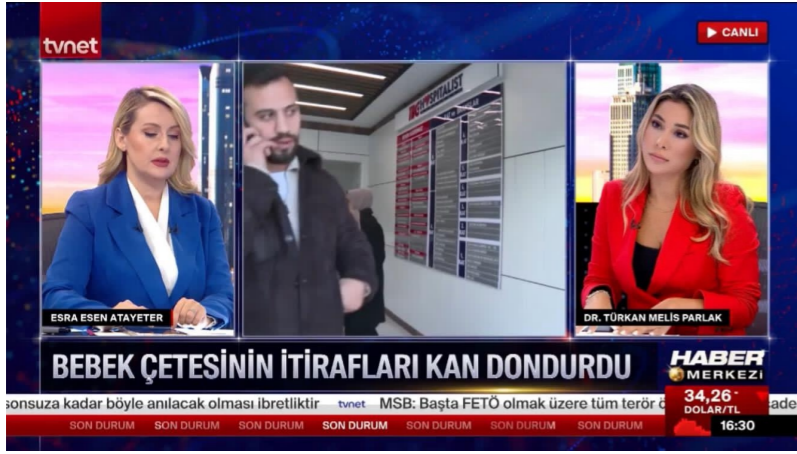 tvnet
CANLI
ESRA ESEN ATAYETER
DR. TÜRKAN MELİS PARLAK
BEBEK ÇETESİNİN İTİRAFLARI KAN DONDURDU
HABER
MERKEZİ
sonsuza kadar böyle anılacak olması ibretliktir tvnet MSB: Başta FETÖ olmak üzere tüm terör
34,26
DOLAR/TL
SON DURUM SON DURUM SON DURUM SON DURUM SON DURUM SON DURUM SON DURUM
16:30